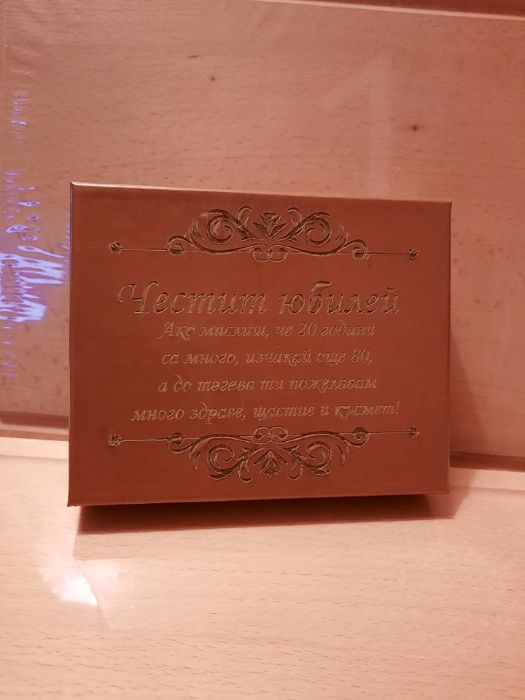 Честит юбилей
Ако мислиш, че 20 години
са много, изчакай още 80,
а до тогава ти пожелавам
много здраве, щастие и късмет!